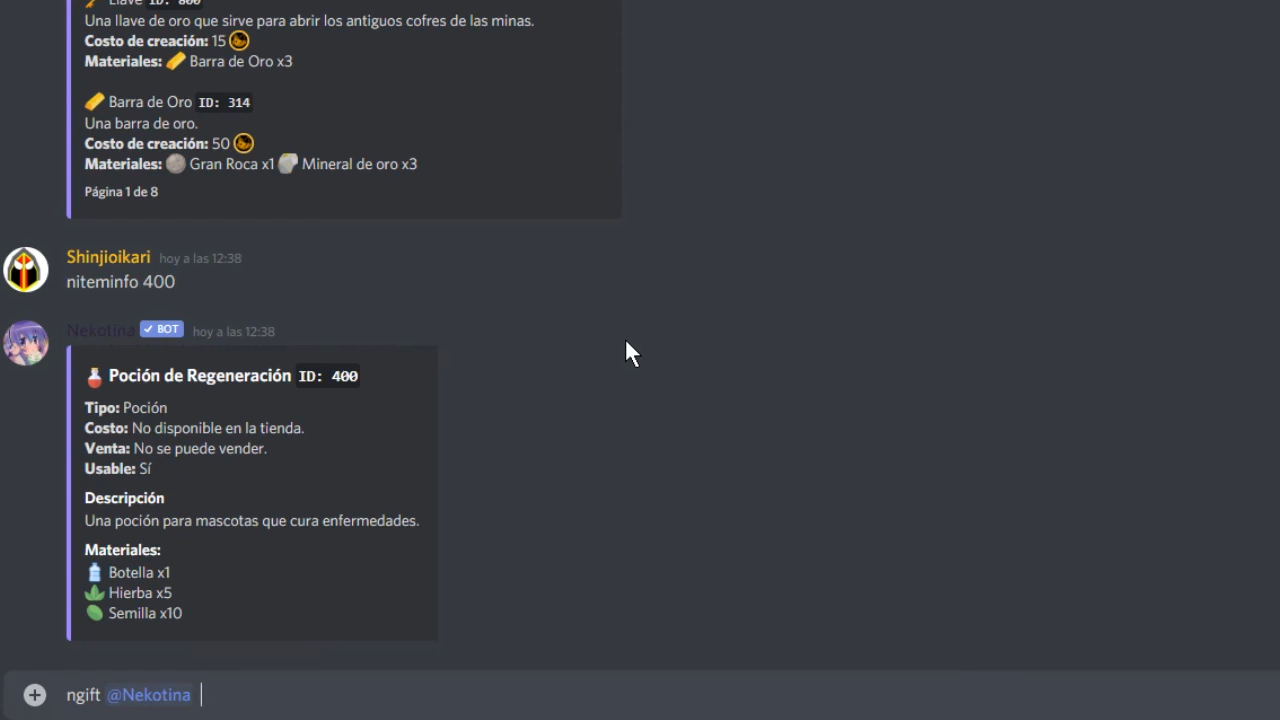 Llave ID: 800
Una llave de oro que sirve para abrir los antiguos cofres de las minas.
Costo de creación: 15
Materiales: Barra de Oro x3
Barra de Oro ID: 314
Una barra de oro.
Costo de creación: 50
Materiales: Gran Roca x1 Mineral de oro x3
Página 1 de 8
Shinjioikari hoy a las 12:38
niteminfo 400
Nekotina BOT hoy a las 12:38
Poción de Regeneración ID: 400
Tipo: Poción
Costo: No disponible en la tienda.
Venta: No se puede vender.
Usable: Sí
Descripción
Una poción para mascotas que cura enfermedades.
Materiales:
Botella x1
Hierba x5
Semilla x10
ngift @Nekotina